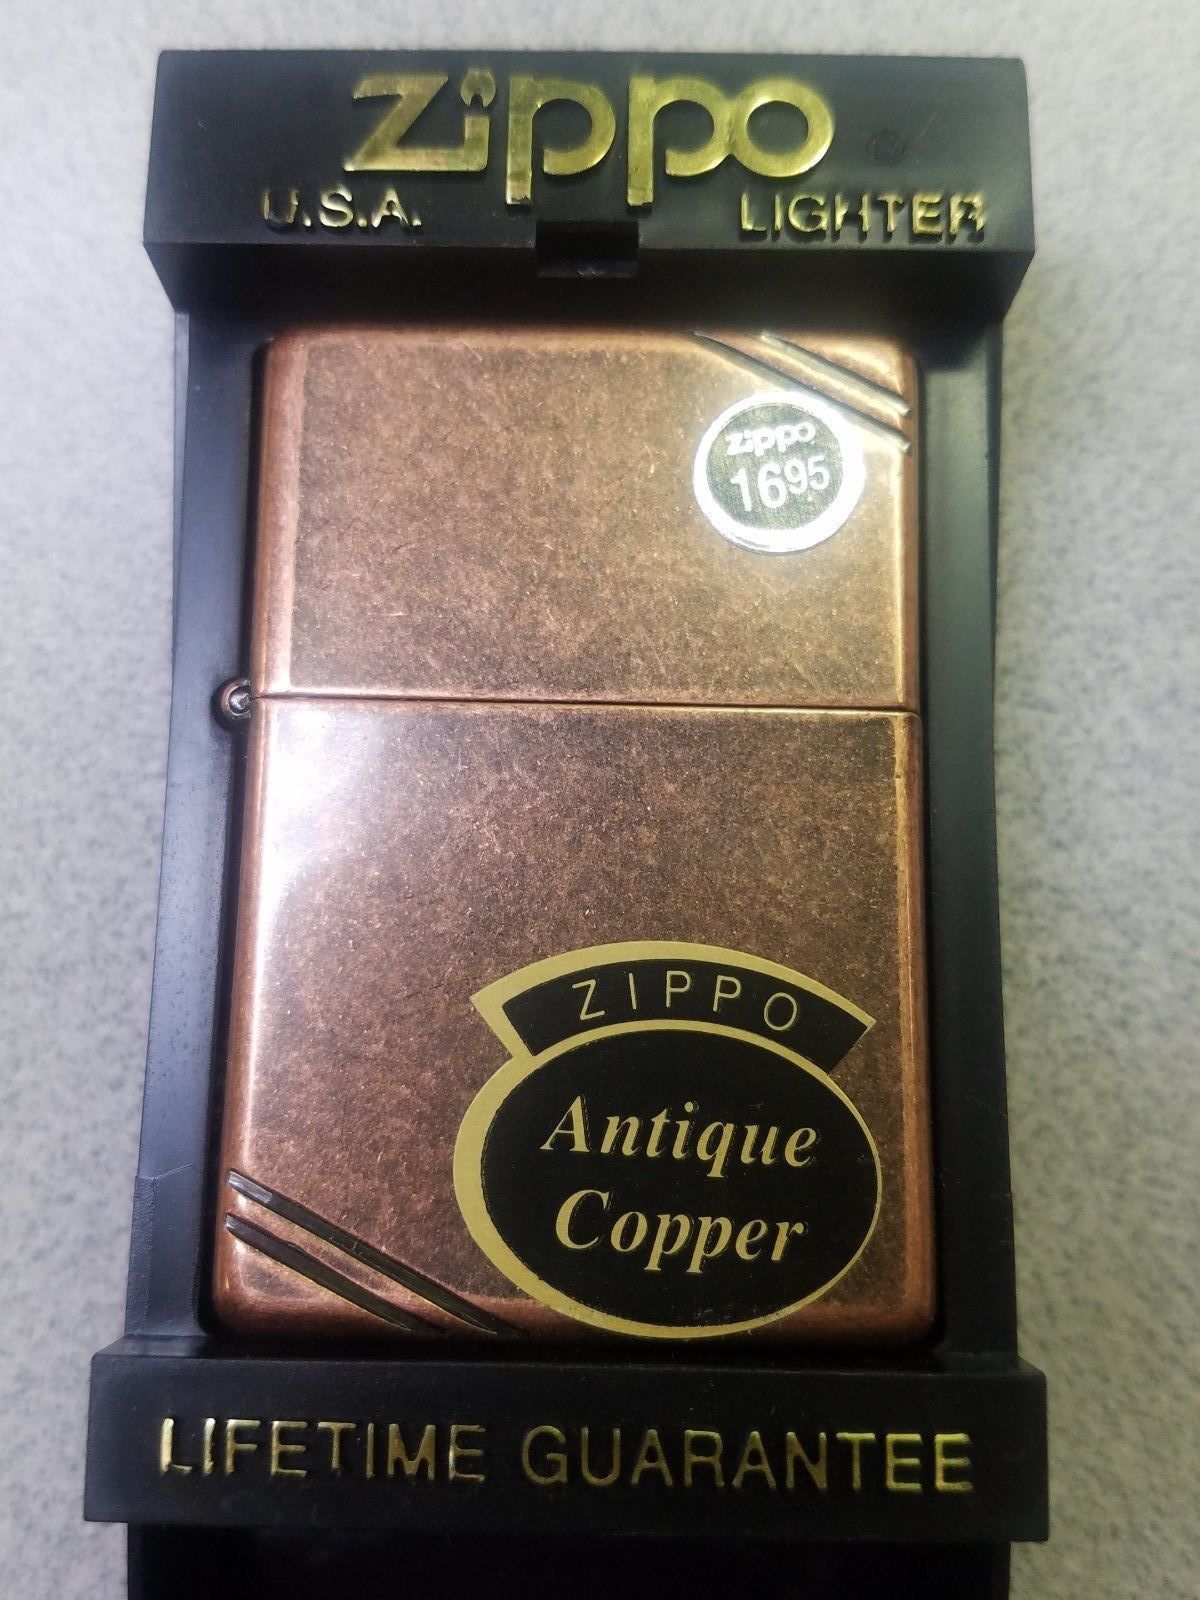 Zippo ®
U.S.A. LIGHTER
zippo
1695
ZIPPO
Antique
Copper
LIFETIME GUARANTEE